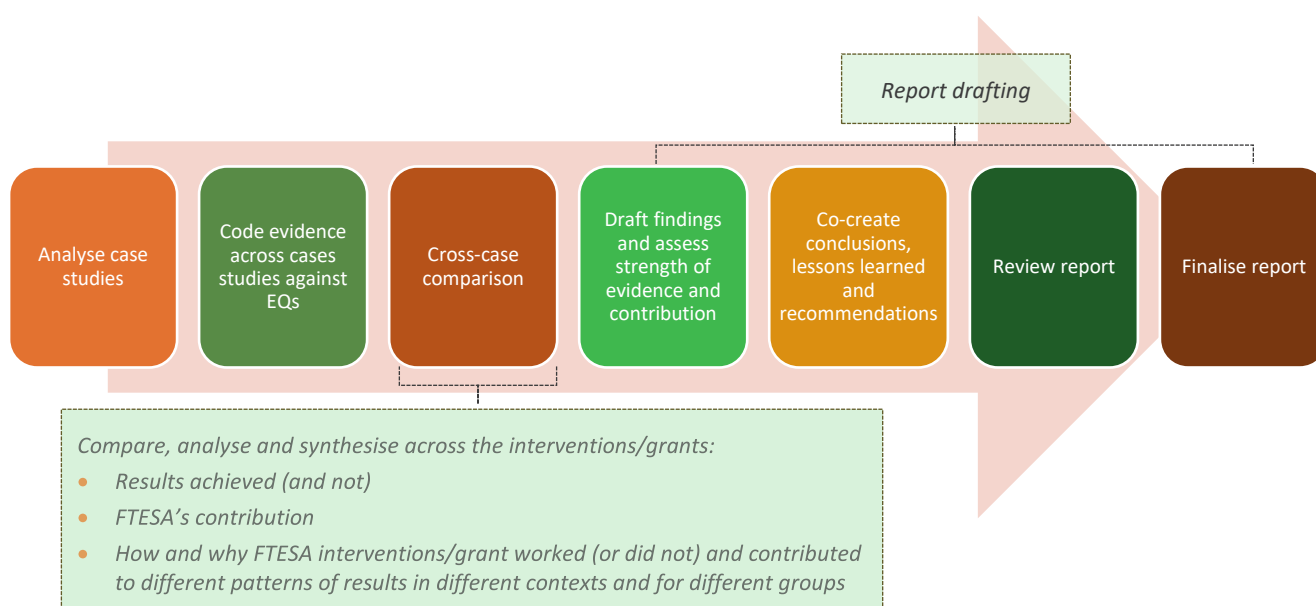 Report drafting
Analyse case
studies
Code evidence
across cases
studies against
EQs
Cross-case
comparison
Draft findings
and assess
strength of
evidence and
contribution
Co-create
conclusions,
lessons learned
and
recommendations
Review report
Finalise report
Compare, analyse and synthesise across the interventions/grants:
• Results achieved (and not)
• FTESA’s contribution
• How and why FTESA interventions/grant worked (or did not) and contributed
to different patterns of results in different contexts and for different groups